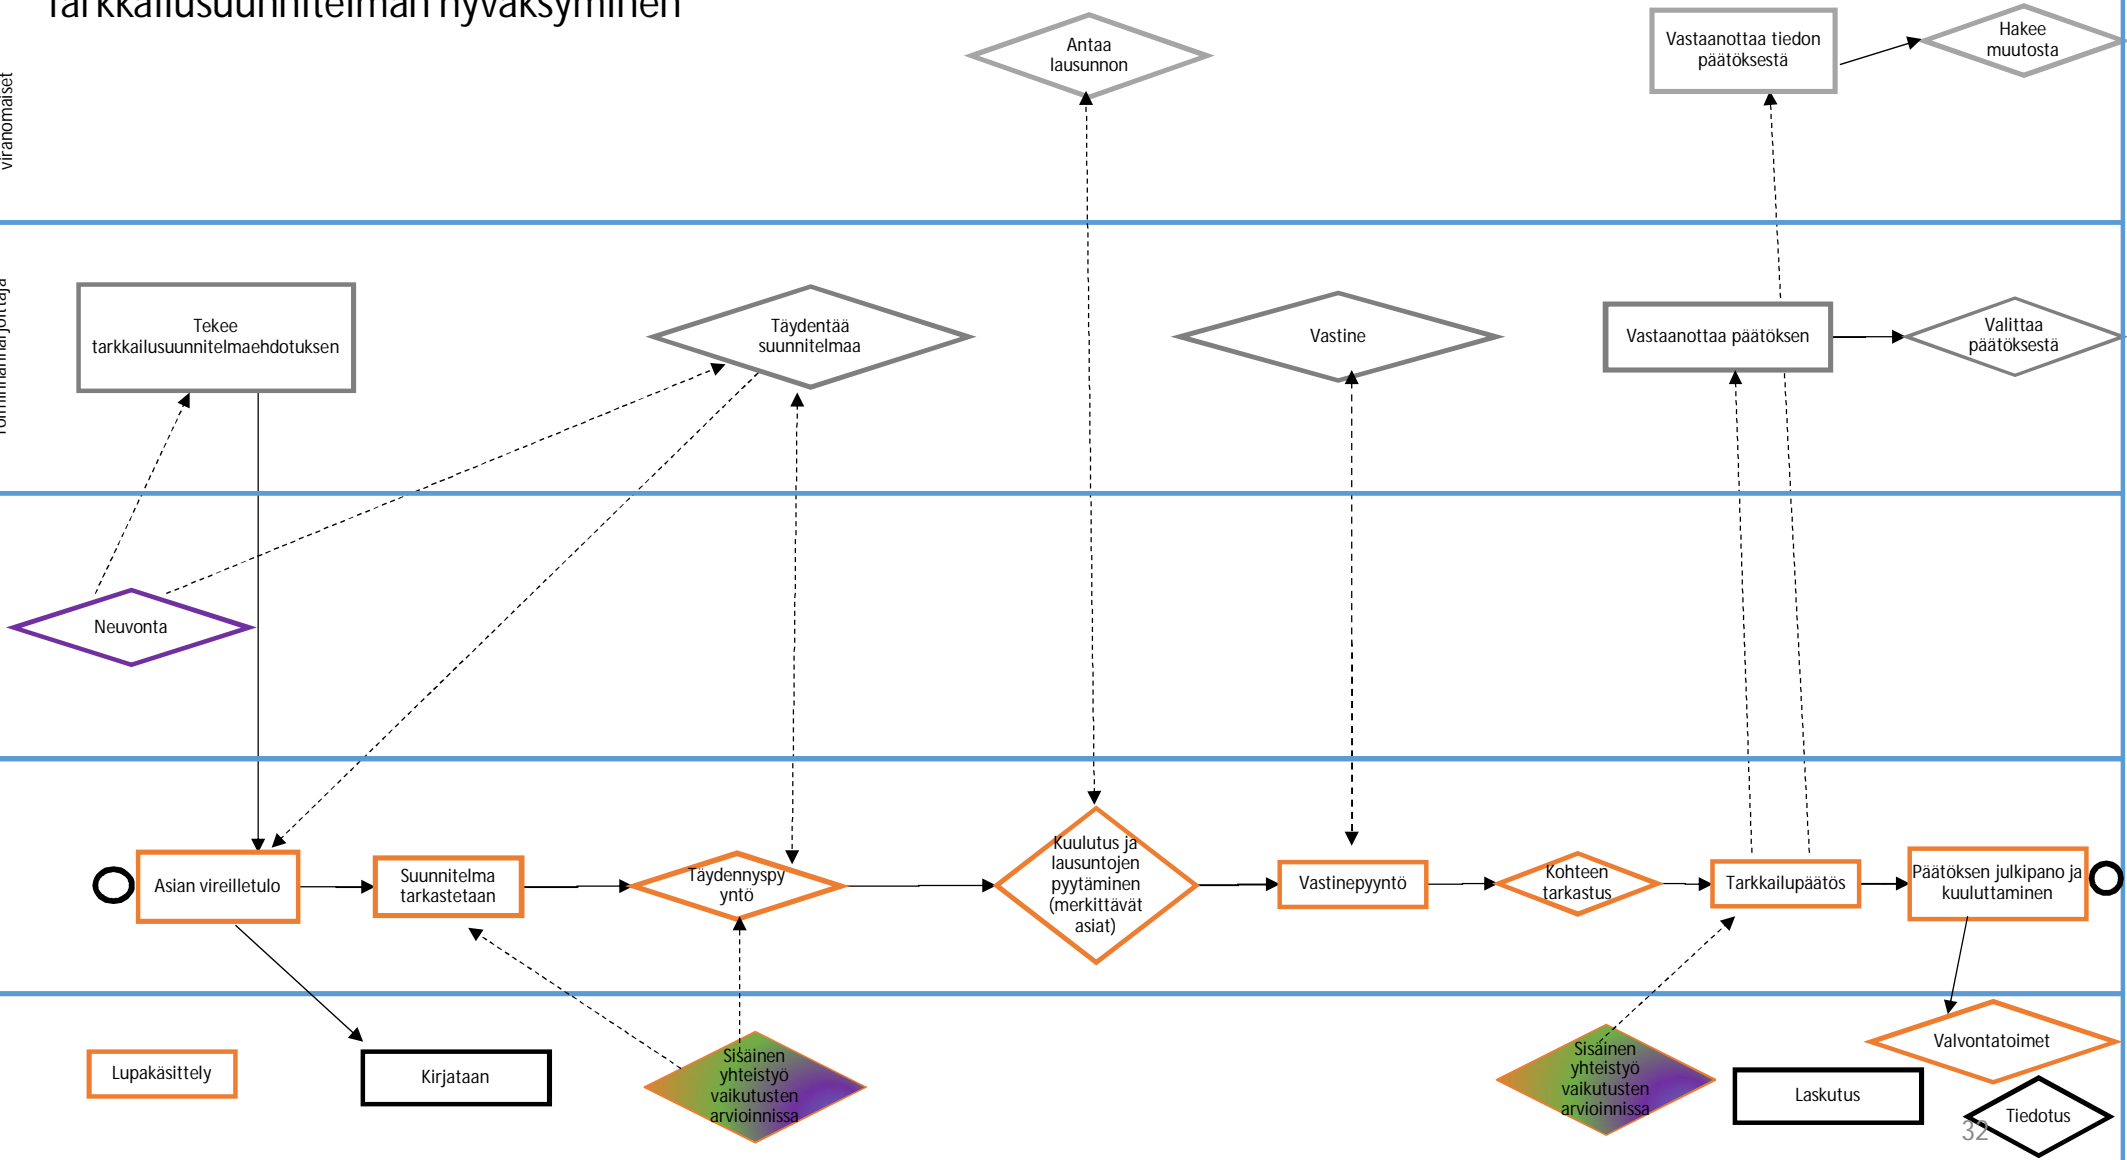 Tarkkailusuunnitelman hyväksyminen
viranomaiset
Antaa
lausunnon
Vastaanottaa tiedon
päätöksestä
Hakee
muutosta
Toiminnanharjoittaja
Tekee
tarkkailusuunnitelmaehdotuksen
Täydentää
suunnitelmaa
Vastine
Vastaanottaa päätöksen
Valittaa
päätöksestä
Neuvonta
Asian vireilletulo
Suunnitelma
tarkastetaan
Täydennyspy
yntö
Kuulutus ja
lausuntojen
pyytäminen
(merkittävät
asiat)
Vastinepyyntö
Kohteen
tarkastus
Tarkkailupäätös
Päätöksen julkipano ja
kuuluttaminen
Lupakäsittely
Kirjataan
Sisäinen
yhteistyö
vaikutusten
arvioinnissa
Sisäinen
yhteistyö
vaikutusten
arvioinnissa
Valvontatoimet
Laskutus
Tiedotus
32